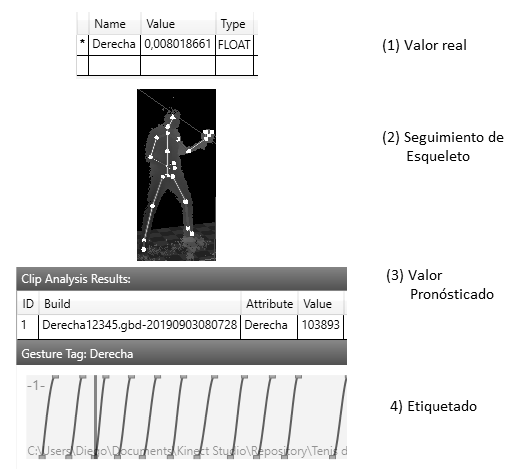 Name Value Type
* Derecha 0,008018661 FLOAT
(1) Valor real
(2) Seguimiento de
Esqueleto
(3) Valor
Pronósticado
Clip Analysis Results:
ID Build Attribute Value
1 Derecha12345.gbd-20190903080728 Derecha 103893
Gesture Tag: Derecha
-1-
4) Etiquetado
C:\Users\Diego\Documents\Kinect Studio\Repository\Tenis d